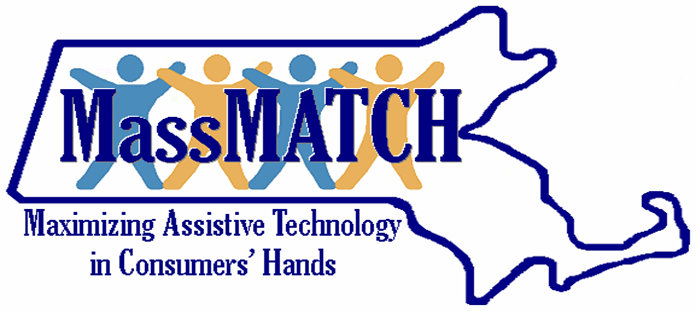 MassMATCH
Maximizing Assistive Technology
in Consumers’ Hands